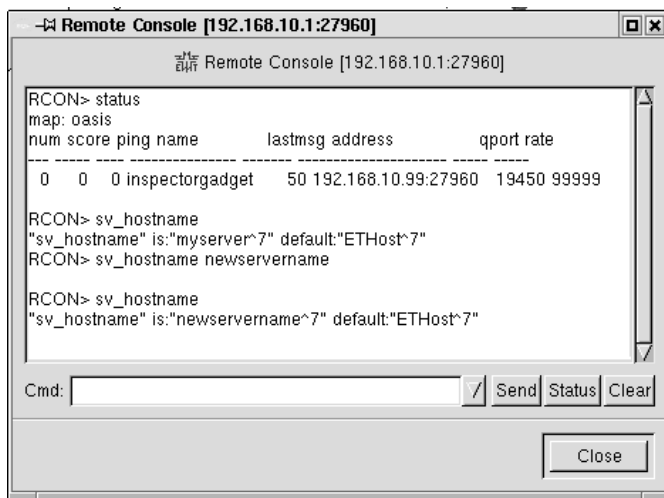 Remote Console [192.168.10.1:27960]
Remote Console [192.168.10.1:27960]
RCON> status
map: oasis
num score ping name lastmsg address qport rate
--- ----- ---- --------------- ------- --------------------- ----- -----
0 0 0 inspectorgadget 50 192.168.10.99:27960 19450 99999
RCON> sv_hostname
"sv_hostname" is:"myserver^7" default:"ETHost^7"
RCON> sv_hostname newservername
RCON> sv_hostname
"sv_hostname" is:"newservername^7" default:"ETHost^7"
Cmd: Send Status Clear
Close